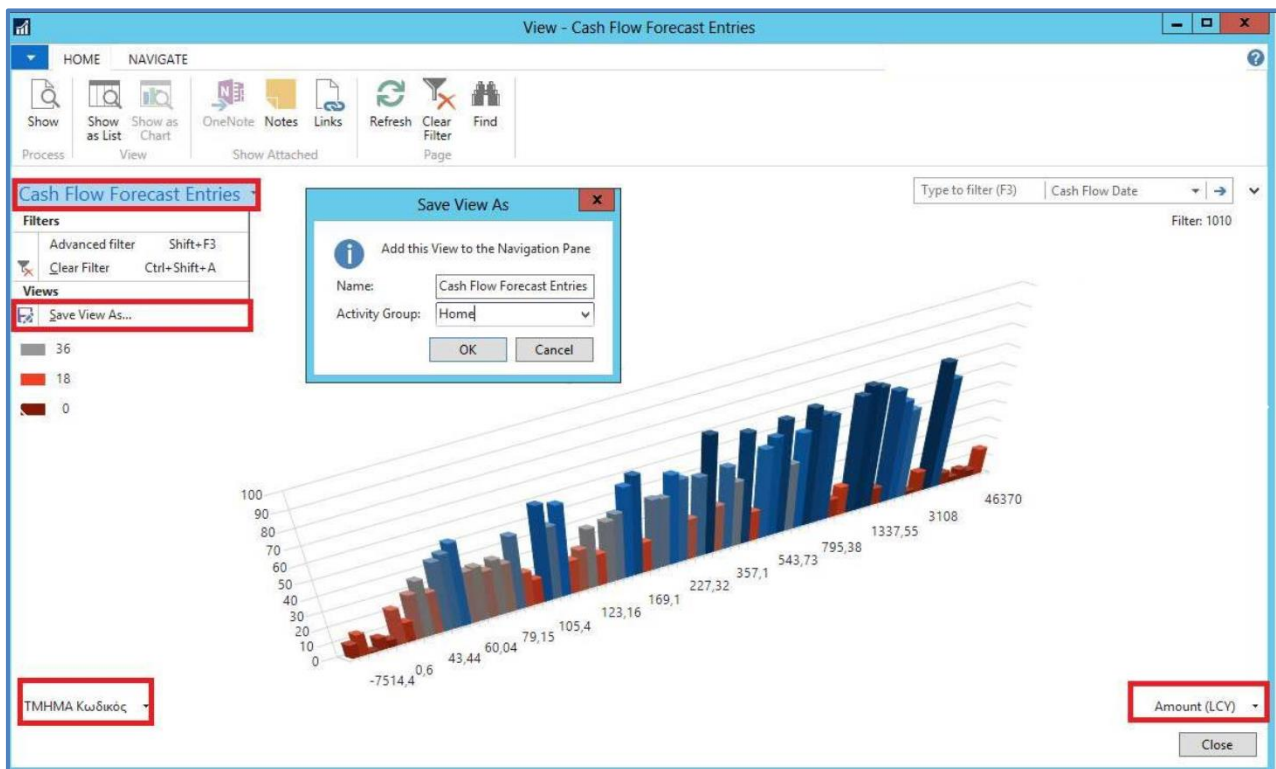 View - Cash Flow Forecast Entries
HOME NAVIGATE
Show
Show as List
Show as Chart
OneNote
Notes
Links
Refresh
Clear Filter
Find
Process
View
Show Attached
Page
Cash Flow Forecast Entries
Type to filter (F3)
Cash Flow Date
Filter: 1010
Filters
Advanced filter Shift+F3
Clear Filter Ctrl+Shift+A
Views
Save View As...
36
18
0
Save View As
Add this View to the Navigation Pane
Name: Cash Flow Forecast Entries
Activity Group: Home
OK Cancel
100
90
80
70
60
50
40
30
20
10
0
-7514,4
0,6
43,44
60,04
79,15
105,4
123,16
169,1
227,32
357,1
543,73
795,38
1337,55
3108
46370
ΤΜΗΜΑ Κωδικός
Amount (LCY)
Close